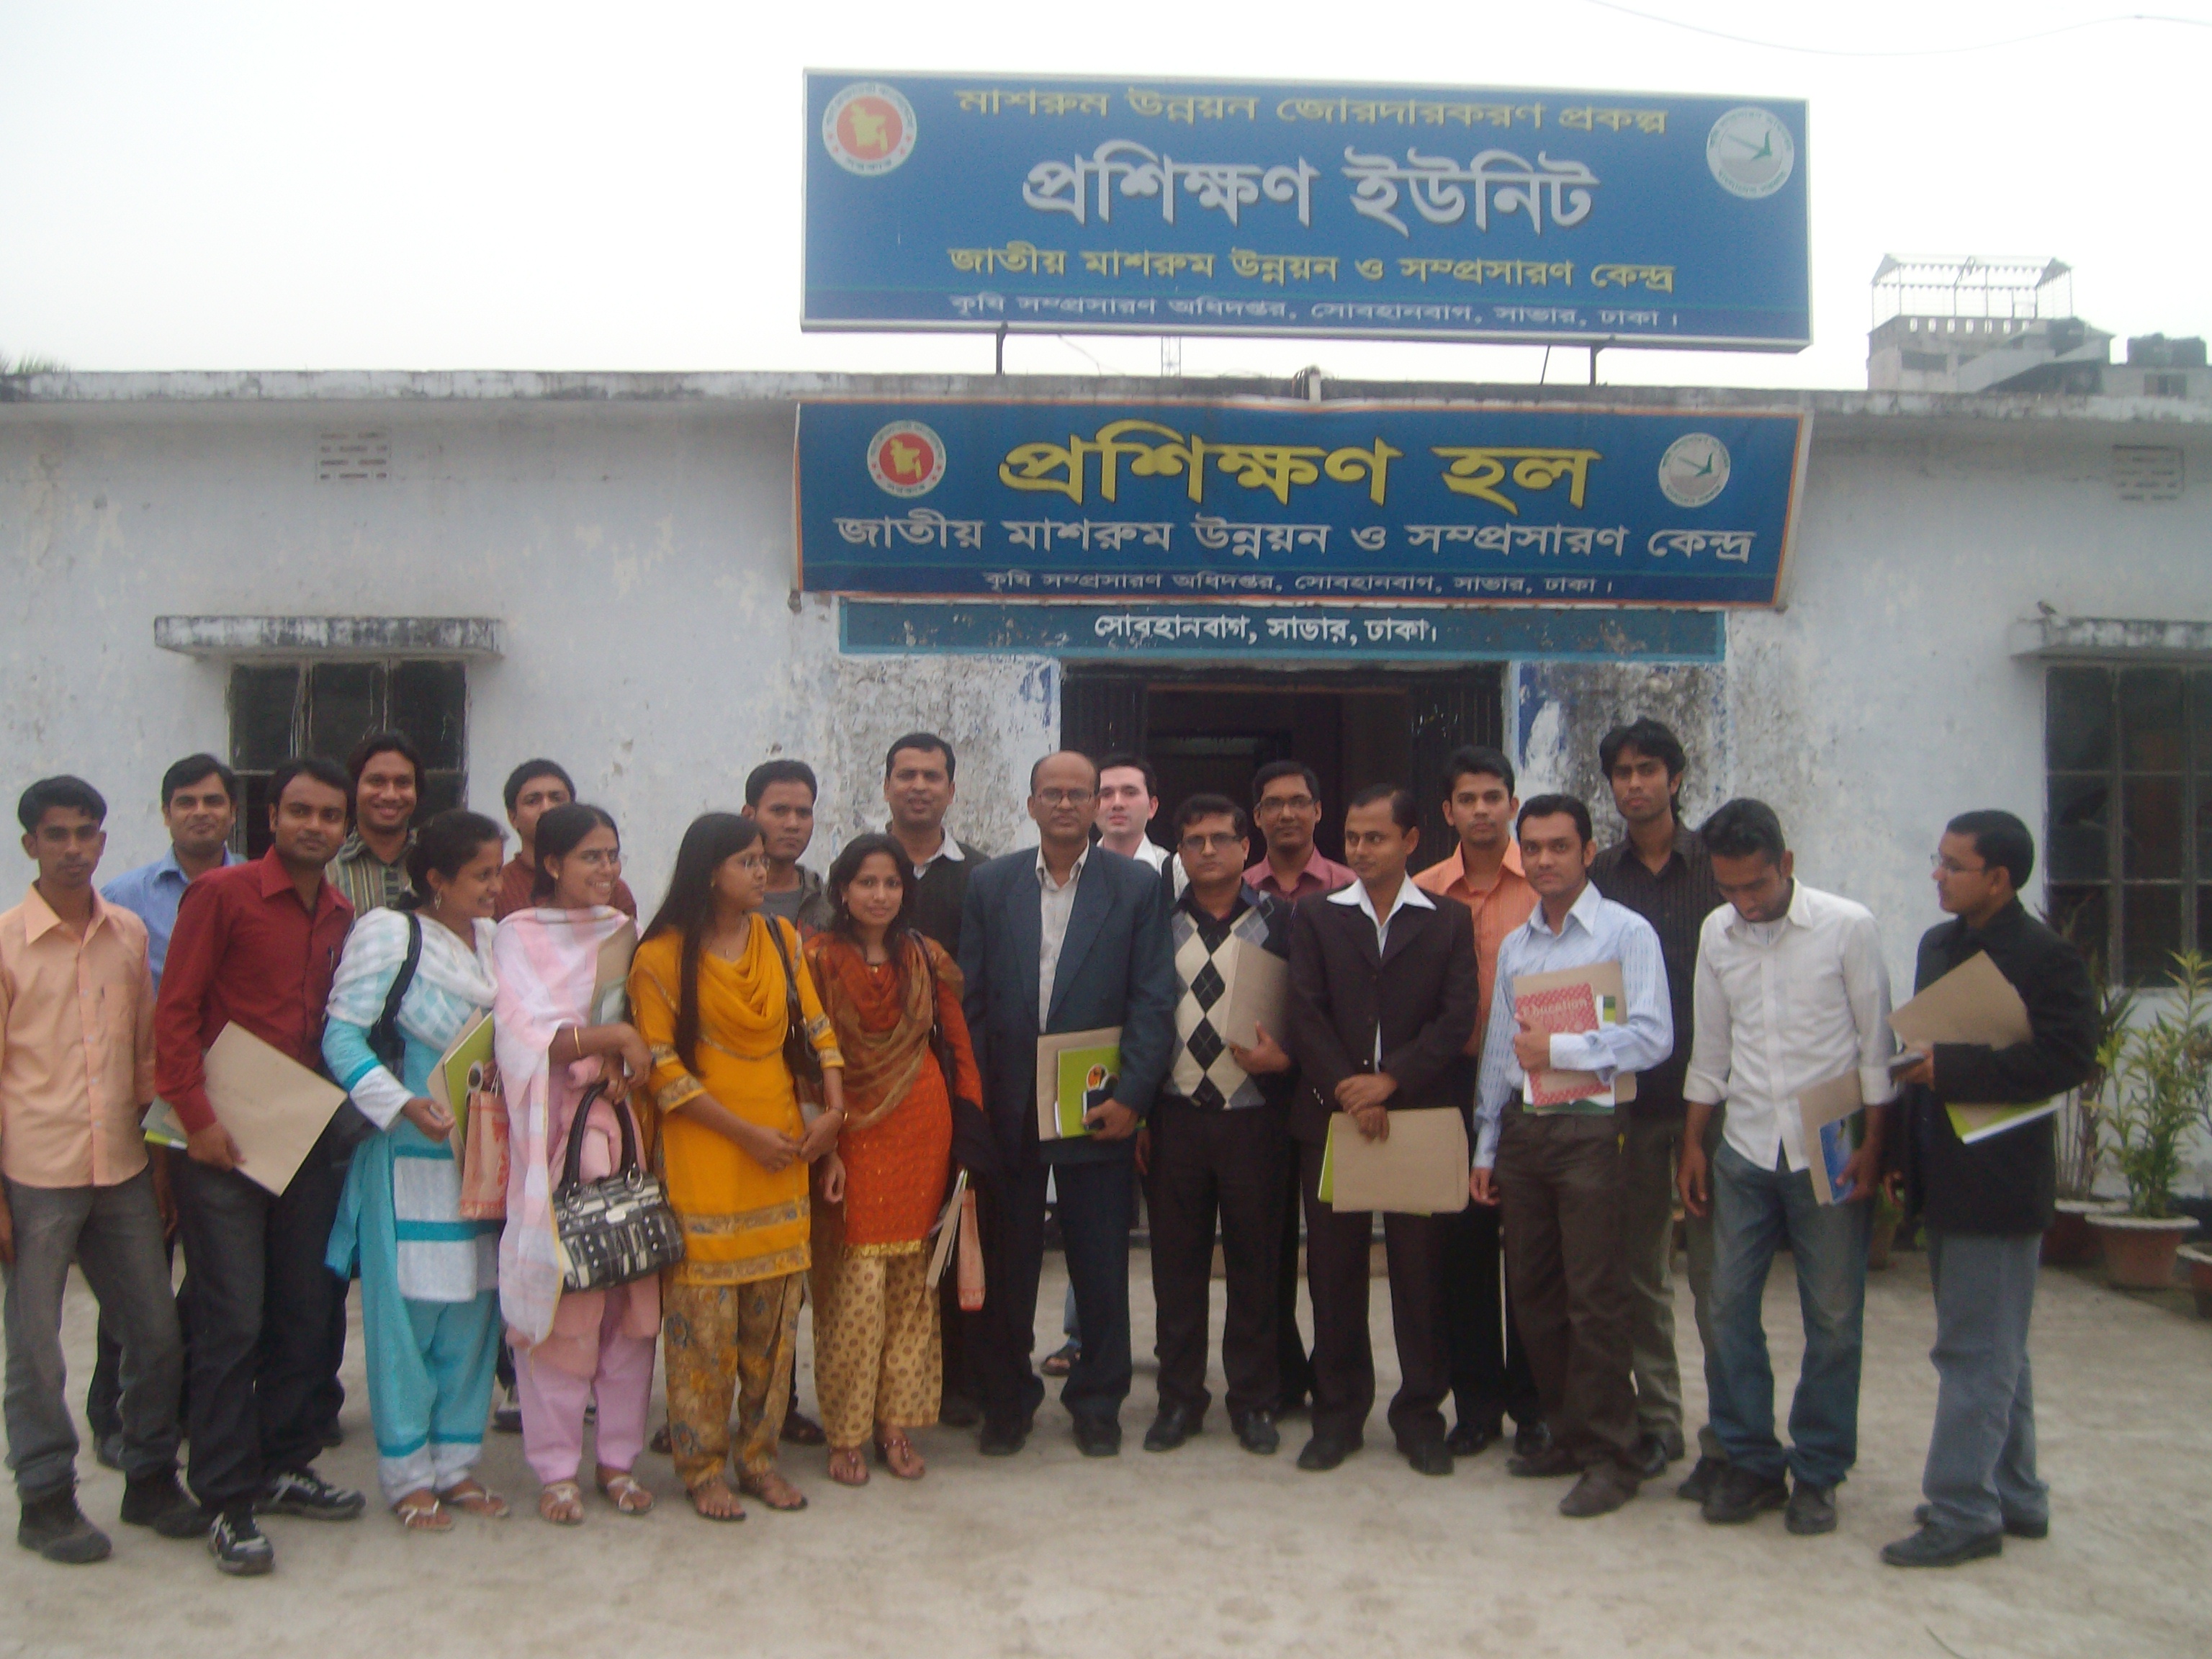 মাশরুম উন্নয়ন জোরদারকরণ প্রকল্প
প্রশিক্ষণ ইউনিট
জাতীয় মাশরুম উন্নয়ন ও সম্প্রসারণ কেন্দ্র
কৃষি সম্প্রসারণ অধিদপ্তর, সোবহানবাগ, সাভার, ঢাকা।
প্রশিক্ষণ হল
জাতীয় মাশরুম উন্নয়ন ও সম্প্রসারণ কেন্দ্র
কৃষি সম্প্রসারণ অধিদপ্তর, সোবহানবাগ, সাভার, ঢাকা।
সোবহানবাগ, সাভার, ঢাকা।
Education